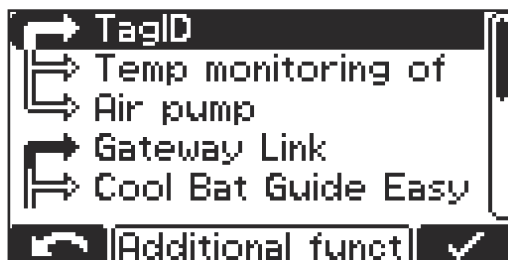 TagID
Temp monitoring of
Air pump
Gateway Link
Cool Bat Guide Easy
Additional funct